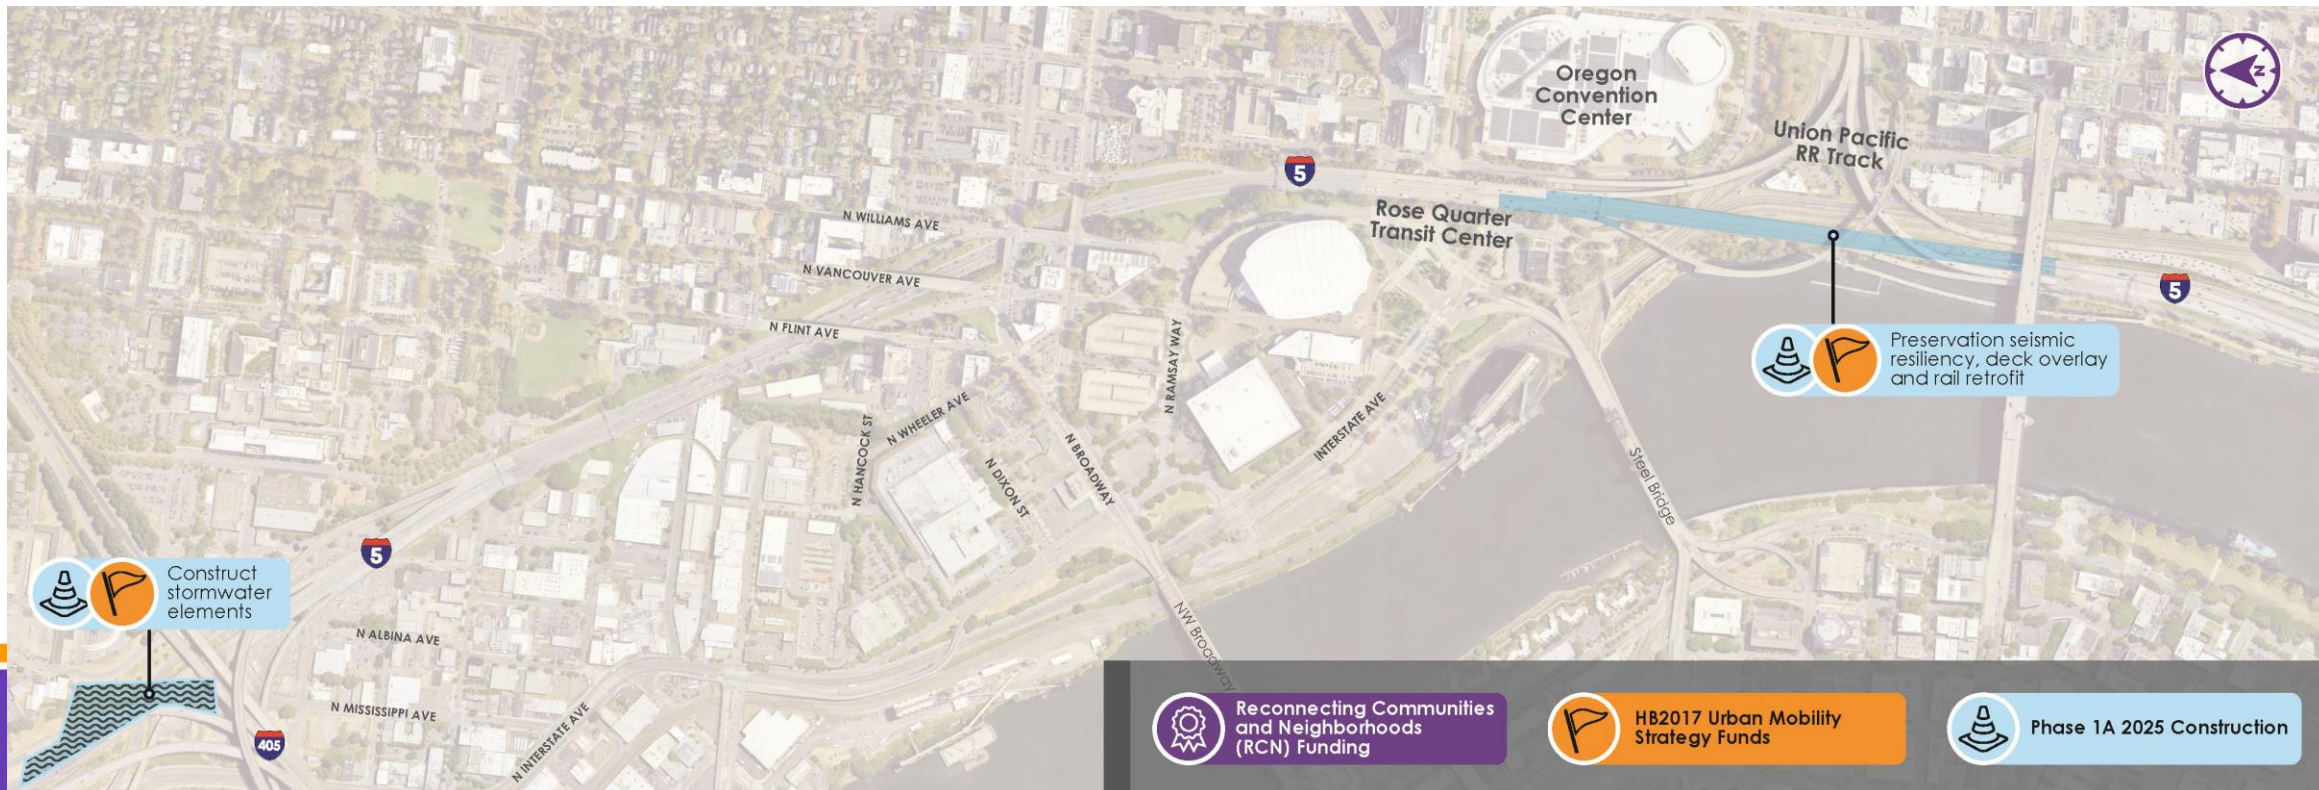 Oregon
Convention
Center
Union Pacific
RR Track
N
5
Rose Quarter
Transit Center
N WILLIAMS AVE
N VANCOUVER AVE
N FLINT AVE
5
N RAMSAY WAY
Preservation seismic
resiliency, deck overlay
and rail retrofit
N HANCOCK ST
N WHEELER AVE
N DIXON ST
N BROADWAY
INTERSTATE AVE
Steel Bridge
5
Construct
stormwater
elements
N ALBINA AVE
N MISSISSIPPI AVE
405
N INTERSTATE AVE
NW Broadway
Reconnecting Communities
and Neighborhoods
(RCN) Funding
HB2017 Urban Mobility
Strategy Funds
Phase 1A 2025 Construction